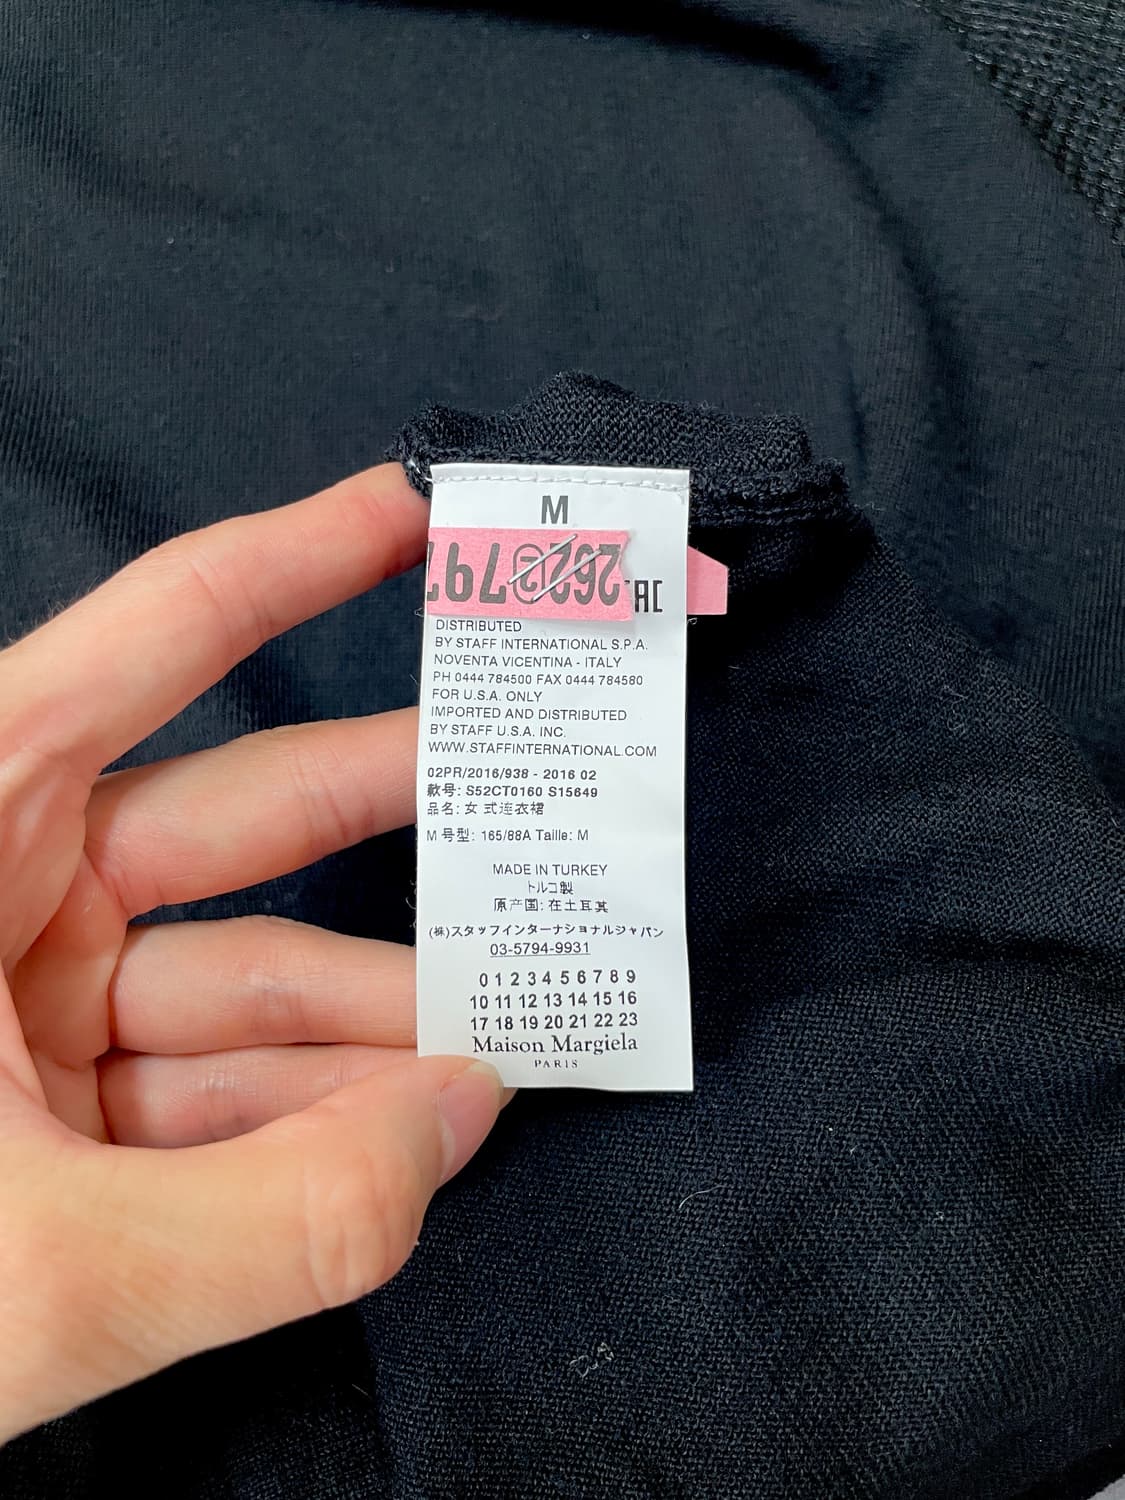 M
2622797
EAC
DISTRIBUTED
BY STAFF INTERNATIONAL S.P.A.
NOVENTA VICENTINA - ITALY
PH 0444 784500 FAX 0444 784580
FOR U.S.A. ONLY
IMPORTED AND DISTRIBUTED
BY STAFF U.S.A. INC.
WWW.STAFFINTERNATIONAL.COM
02PR/2016/938 - 2016 02
款号: S52CT0160 S15649
品名: 女 式连衣裙
M 号型: 165/88A Taille: M
MADE IN TURKEY
トルコ製
原产国: 在土耳其
(株)スタッフインターナショナルジャパン
03-5794-9931
0 1 2 3 4 5 6 7 8 9
10 11 12 13 14 15 16
17 18 19 20 21 22 23
Maison Margiela
PARIS